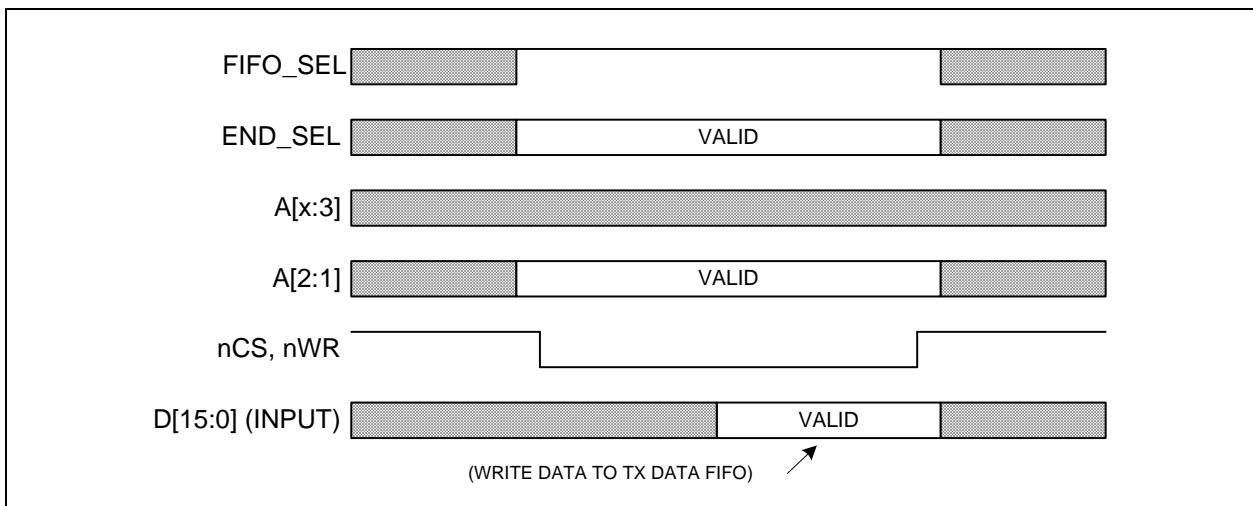 FIFO_SEL
END_SEL VALID
A[x:3]
A[2:1] VALID
nCS, nWR
D[15:0] (INPUT) VALID
(WRITE DATA TO TX DATA FIFO)